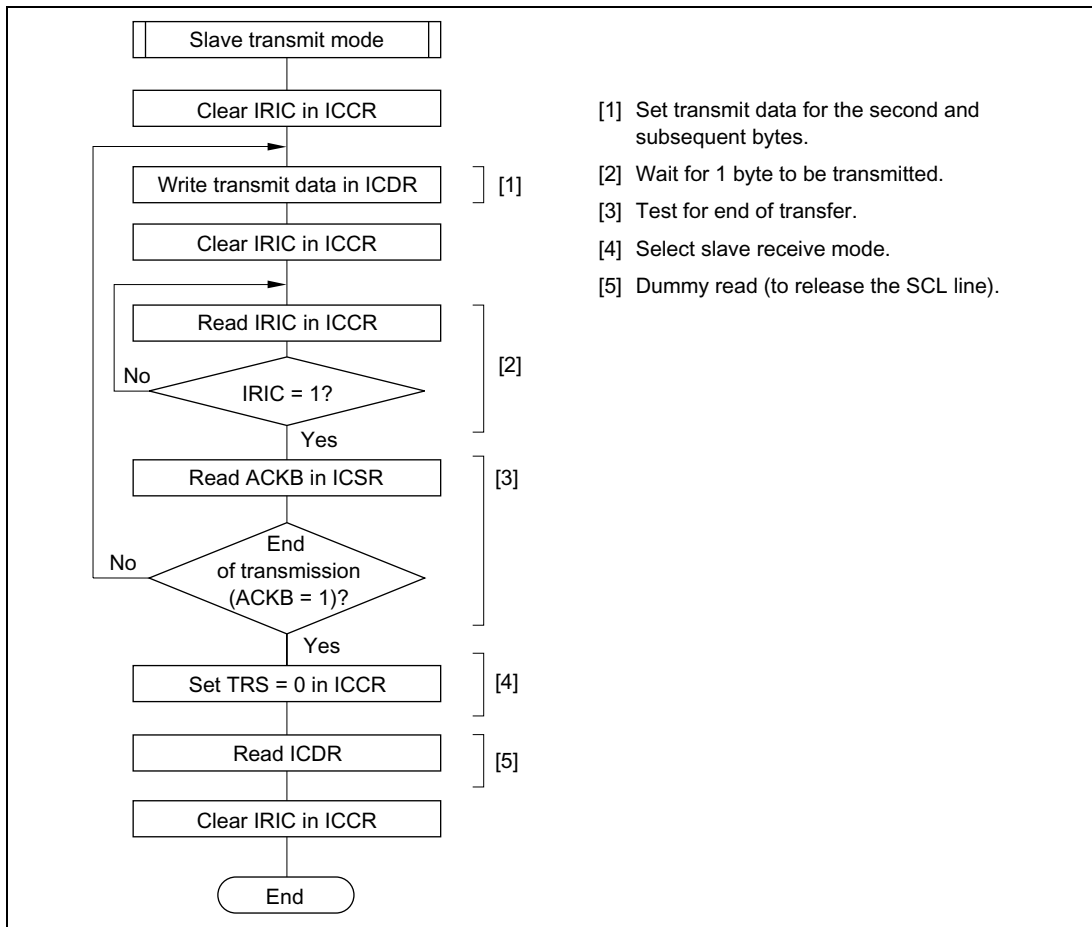 Slave transmit mode
Clear IRIC in ICCR
Write transmit data in ICDR
[1]
Clear IRIC in ICCR
Read IRIC in ICCR
[2]
No
IRIC = 1?
Yes
Read ACKB in ICSR
[3]
No
End
of transmission
(ACKB = 1)?
Yes
Set TRS = 0 in ICCR
[4]
Read ICDR
[5]
Clear IRIC in ICCR
End
[1] Set transmit data for the second and
subsequent bytes.
[2] Wait for 1 byte to be transmitted.
[3] Test for end of transfer.
[4] Select slave receive mode.
[5] Dummy read (to release the SCL line).